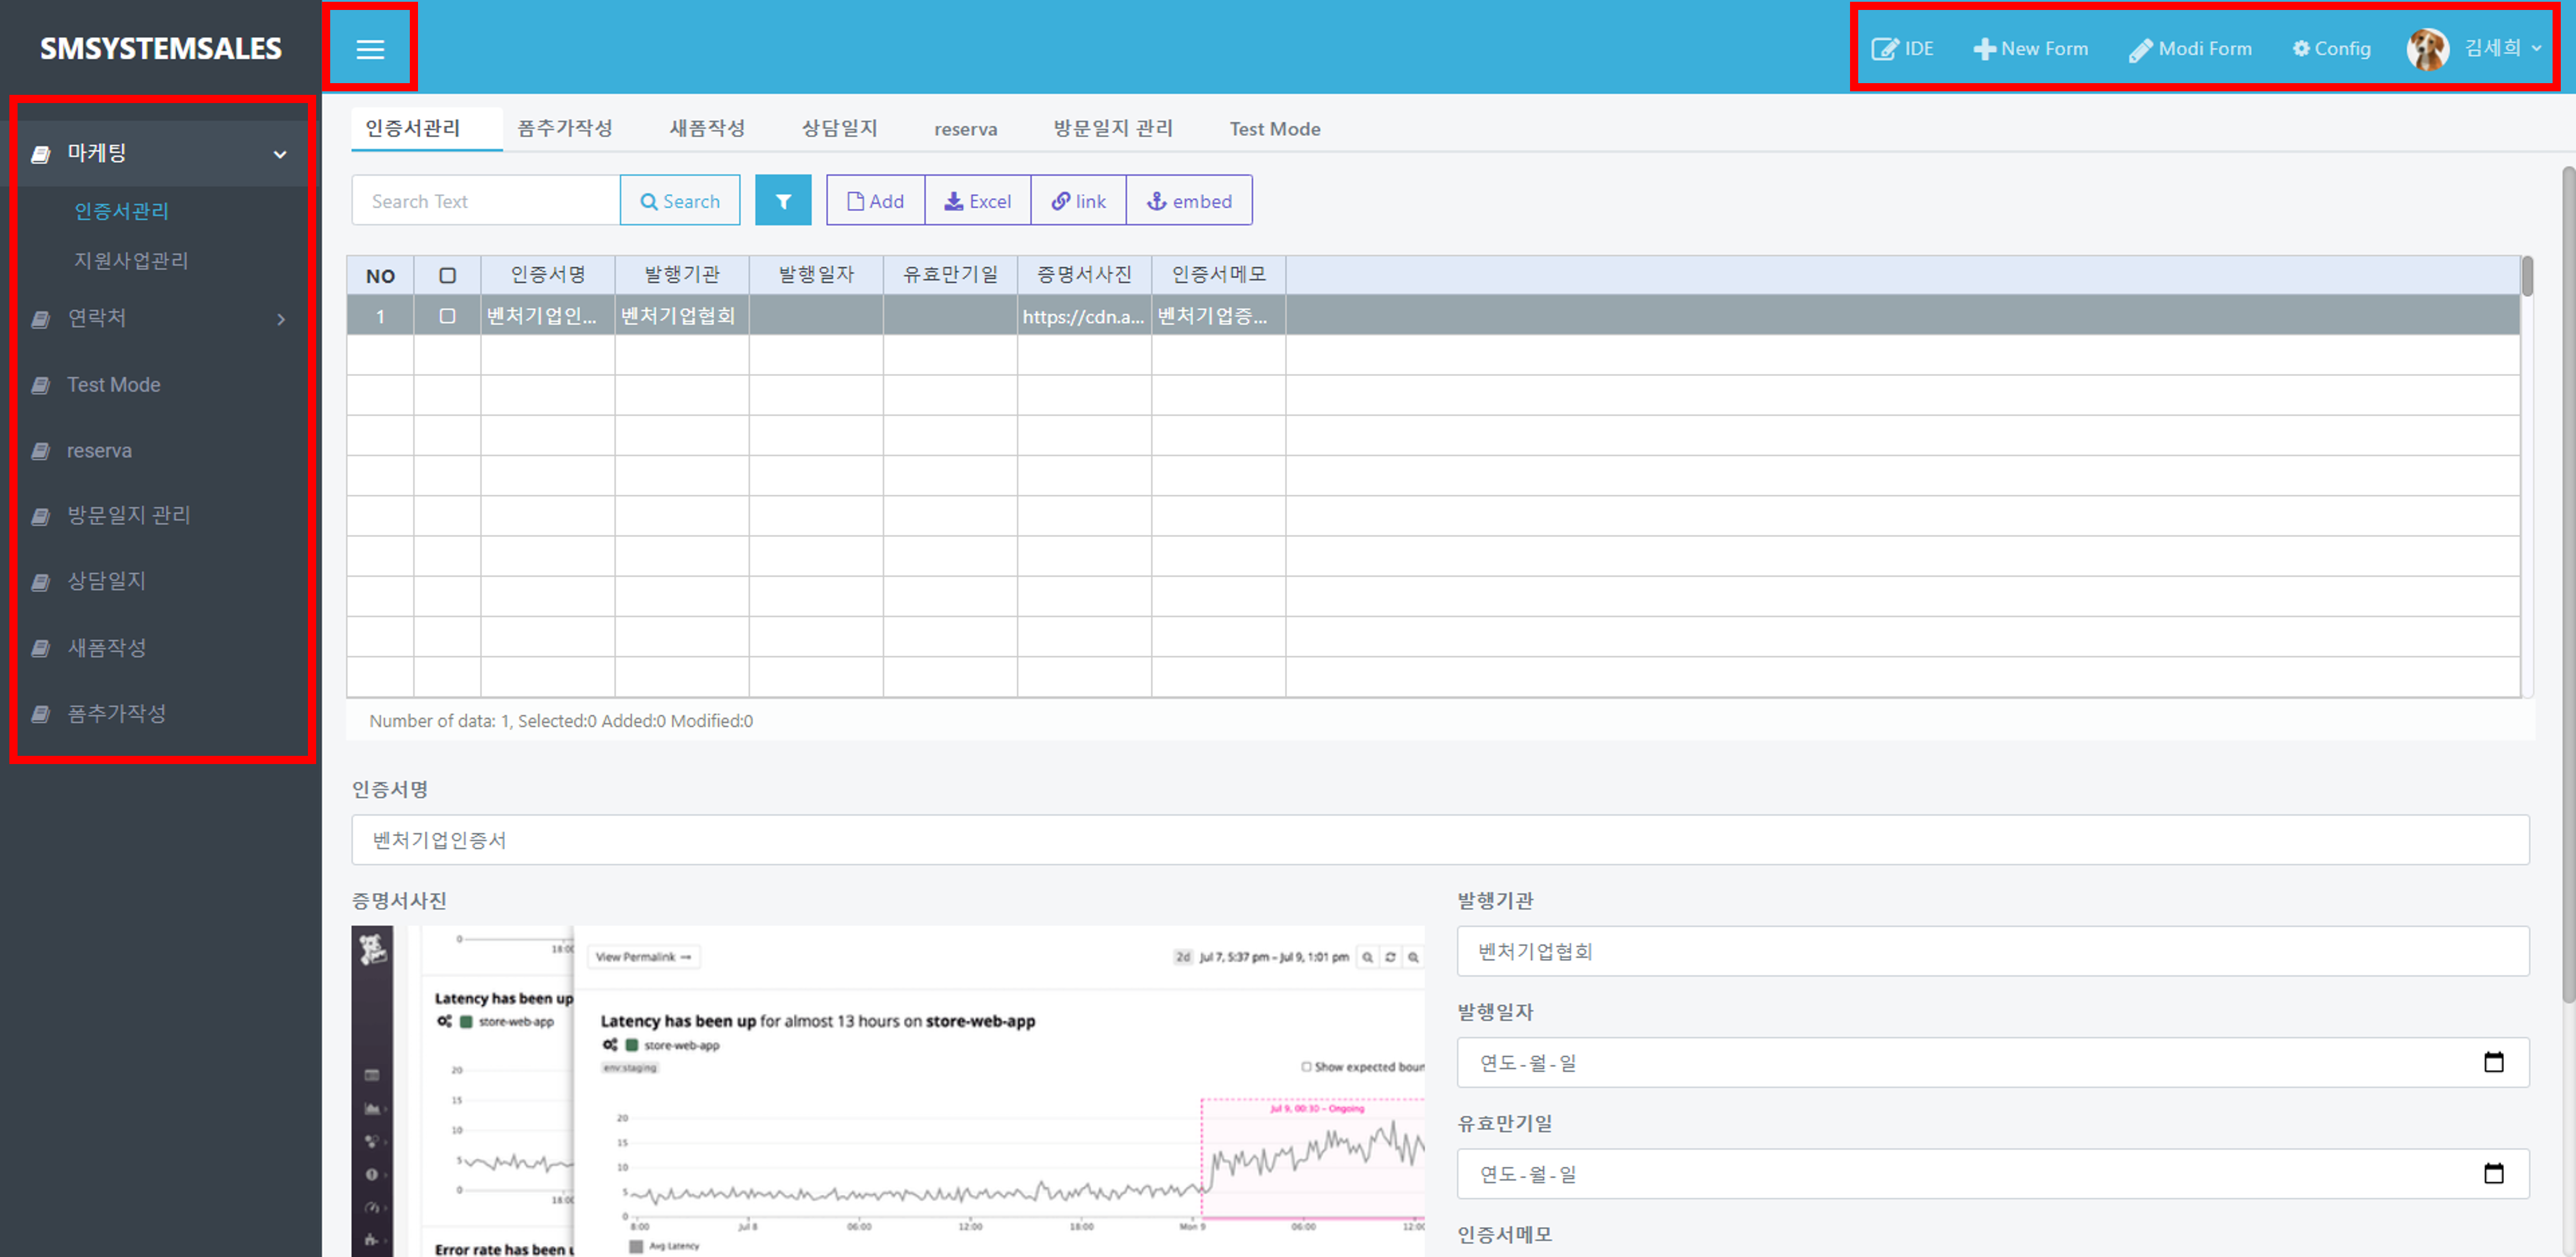 SMSYSTEMSALES
IDE New Form Modi Form Config 김세희
마케팅
인증서관리
지원사업관리
연락처
Test Mode
reserva
방문일지 관리
상담일지
새폼작성
폼추가작성
인증서관리 폼추가작성 새폼작성 상담일지 reserva 방문일지 관리 Test Mode
Search Text Search Add Excel link embed
NO 인증서명 발행기관 발행일자 유효만기일 증명서사진 인증서메모
1 벤처기업인... 벤처기업협회 https://cdn.a... 벤처기업증...
Number of data: 1, Selected:0 Added:0 Modified:0
인증서명
벤처기업인증서
증명서사진
0
18:00
Latency has been up
store-web-app
20
15
10
5
0
18:00
Error rate has been u
View Permalink → 2d Jul 7, 5:37 pm – Jul 9, 1:01 pm
Latency has been up for almost 13 hours on store-web-app
store-web-app
env:staging
Show expected boun
Jul 9, 00:30 – Ongoing
20
15
10
5
0
8:00 Jul 8 06:00 12:00 18:00 Mon 9 06:00 12:00
Avg Latency
발행기관
벤처기업협회
발행일자
연도-월-일
유효만기일
연도-월-일
인증서메모